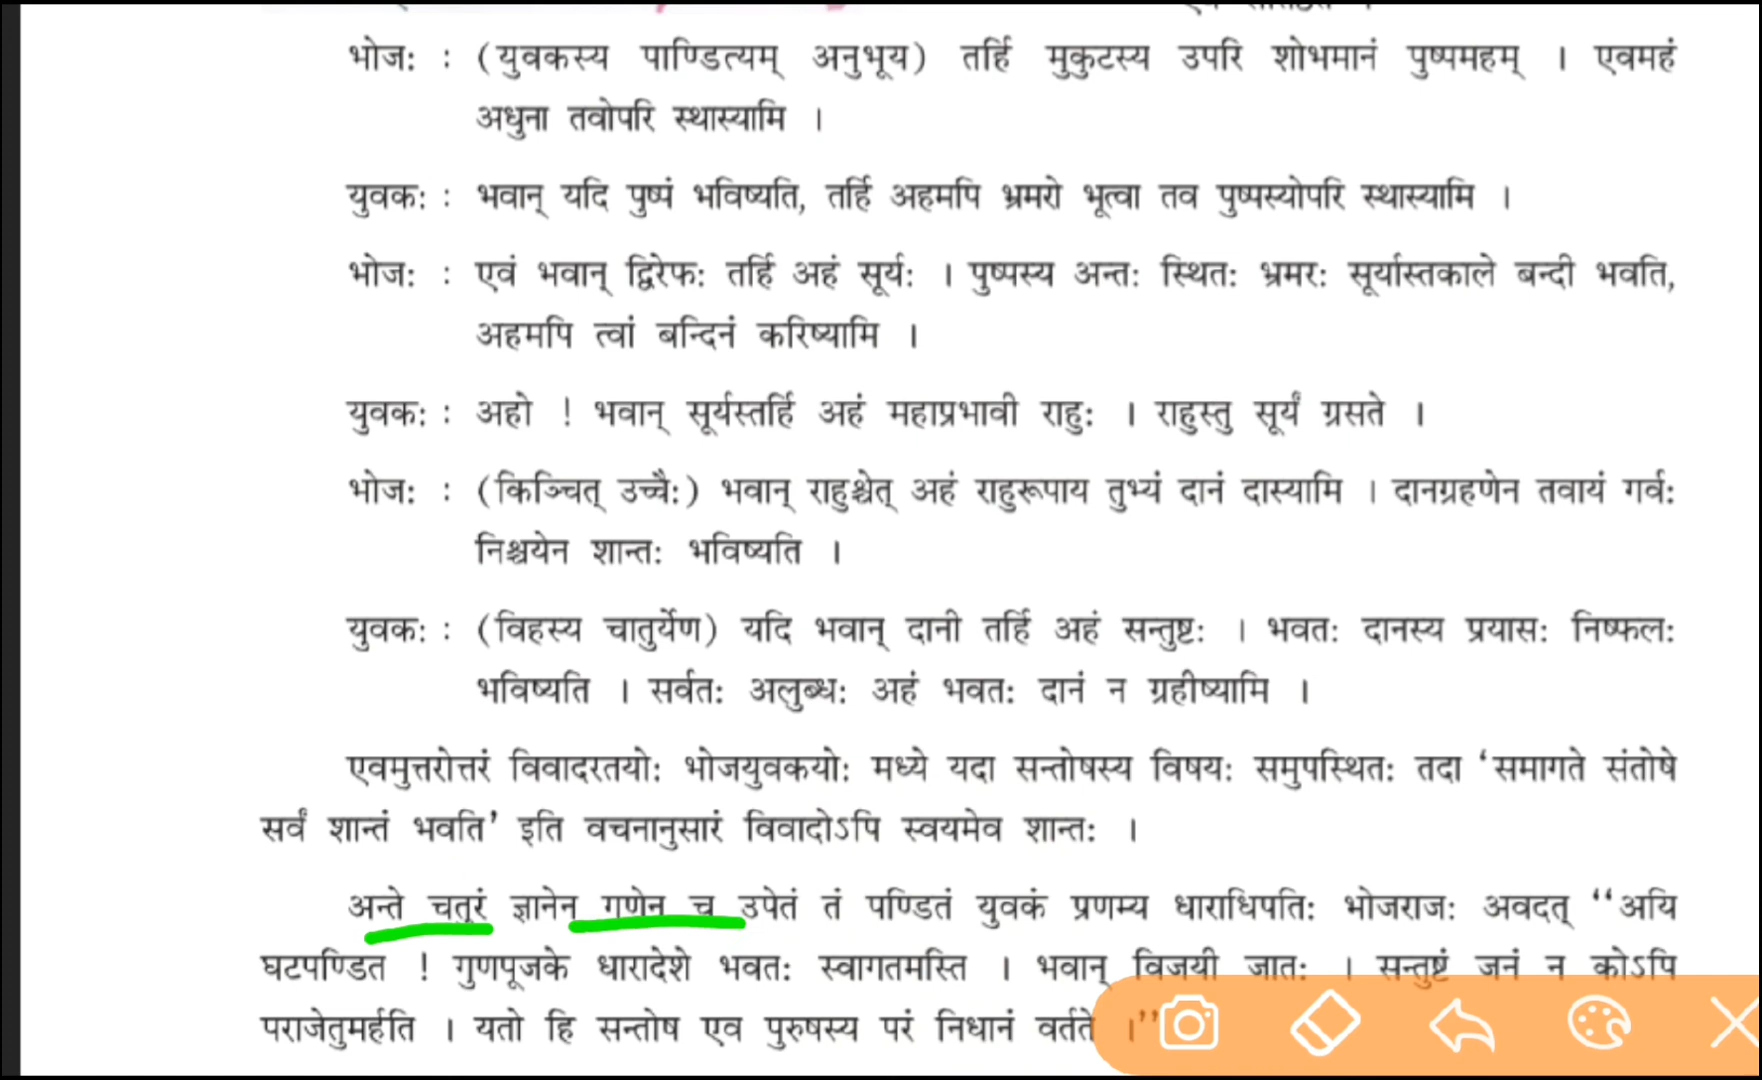 भोजः : (युवकस्य पाण्डित्यम् अनुभूय) तर्हि मुकुटस्य उपरि शोभमानं पुष्पमहम् । एवमहं
अधुना तवोपरि स्थास्यामि ।
युवकः : भवान् यदि पुष्पं भविष्यति, तर्हि अहमपि भ्रमरो भूत्वा तव पुष्पस्योपरि स्थास्यामि ।
भोजः : एवं भवान् द्विरेफः तर्हि अहं सूर्यः । पुष्पस्य अन्तः स्थितः भ्रमरः सूर्यास्तकाले बन्दी भवति,
अहमपि त्वां बन्दिनं करिष्यामि ।
युवकः : अहो ! भवान् सूर्यस्तर्हि अहं महाप्रभावी राहुः । राहुस्तु सूर्यं ग्रसते ।
भोजः : (किञ्चित् उच्चैः) भवान् राहुश्चेत् अहं राहुरूपाय तुभ्यं दानं दास्यामि । दानग्रहणेन तवायं गर्वः
निश्चयेन शान्तः भविष्यति ।
युवकः : (विहस्य चातुर्येण) यदि भवान् दानी तर्हि अहं सन्तुष्टः । भवतः दानस्य प्रयासः निष्फलः
भविष्यति । सर्वतः अलुब्धः अहं भवतः दानं न ग्रहीष्यामि ।
एवमुत्तरोत्तरं विवादरतयोः भोजयुवकयोः मध्ये यदा सन्तोषस्य विषयः समुपस्थितः तदा ‘समागते संतोषे
सर्वं शान्तं भवति’ इति वचनानुसारं विवादोऽपि स्वयमेव शान्तः ।
अन्ते चतुरं ज्ञानेन गुणेन च उपेतं तं पण्डितं युवकं प्रणम्य धाराधिपतिः भोजराजः अवदत् “अयि
घटपण्डित ! गुणपूजके धारादेशे भवतः स्वागतमस्ति । भवान् विजयी जातः । सन्तुष्टं जनं न कोऽपि
पराजेतुमर्हति । यतो हि सन्तोष एव पुरुषस्य परं निधानं वर्तते ।”